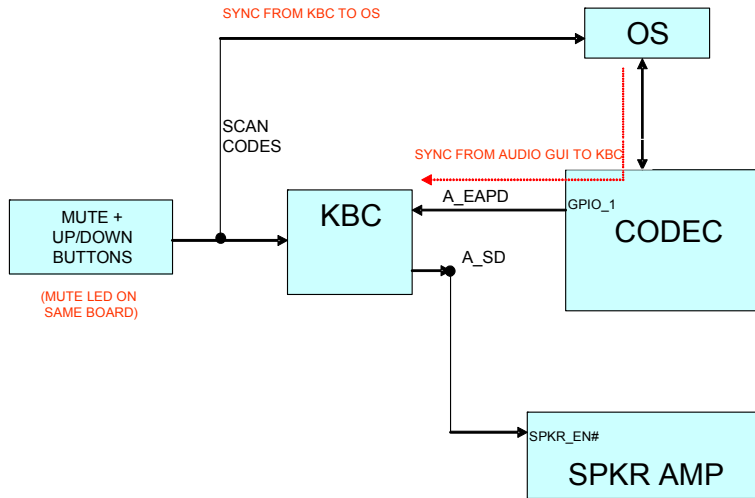 SYNC FROM KBC TO OS
OS
SCAN
CODES
SYNC FROM AUDIO GUI TO KBC
A_EAPD
GPIO_1
KBC
CODEC
MUTE +
UP/DOWN
BUTTONS
A_SD
(MUTE LED ON
SAME BOARD)
SPKR_EN#
SPKR AMP